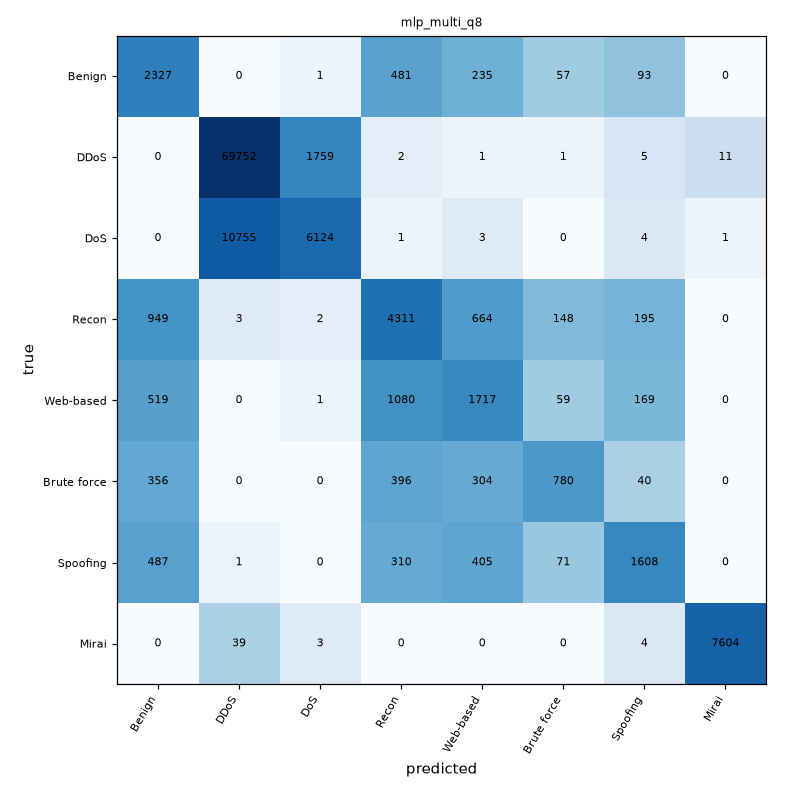 mlp_multi_q8
Benign 2327 0 1 481 235 57 93 0
DDoS 0 69752 1759 2 1 1 5 11
DoS 0 10755 6124 1 3 0 4 1
Recon 949 3 2 4311 664 148 195 0
Web-based 519 0 1 1080 1717 59 169 0
Brute force 356 0 0 396 304 780 40 0
Spoofing 487 1 0 310 405 71 1608 0
Mirai 0 39 3 0 0 0 4 7604
true
Benign DDoS DoS Recon Web-based Brute force Spoofing Mirai
predicted